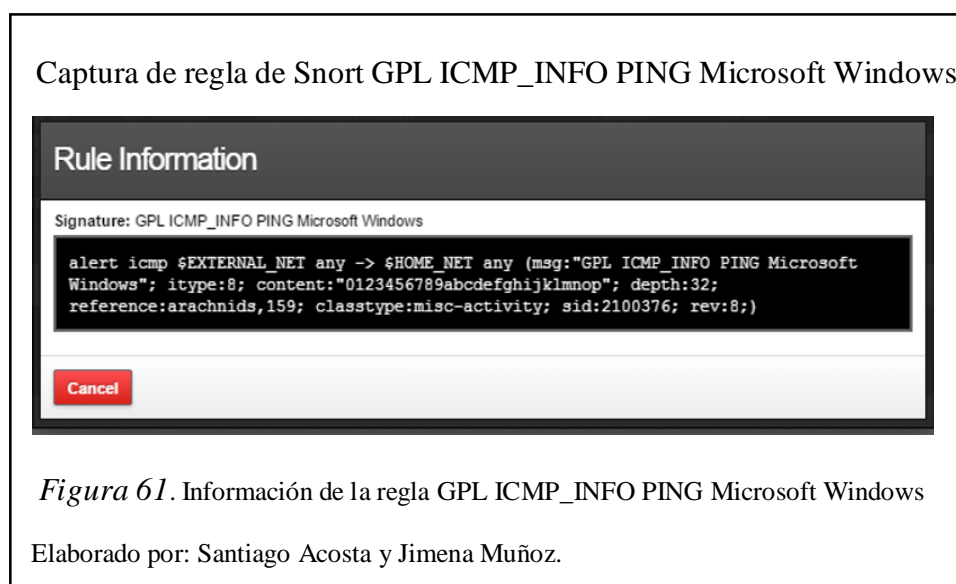 Captura de regla de Snort GPL ICMP_INFO PING Microsoft Windows
Rule Information
Signature: GPL ICMP_INFO PING Microsoft Windows
alert icmp $EXTERNAL_NET any -> $HOME_NET any (msg:"GPL ICMP_INFO PING Microsoft
Windows"; itype:8; content:"0123456789abcdefghijklmnop"; depth:32;
reference:arachnids,159; classtype:misc-activity; sid:2100376; rev:8;)
Cancel
Figura 61. Información de la regla GPL ICMP_INFO PING Microsoft Windows
Elaborado por: Santiago Acosta y Jimena Muñoz.